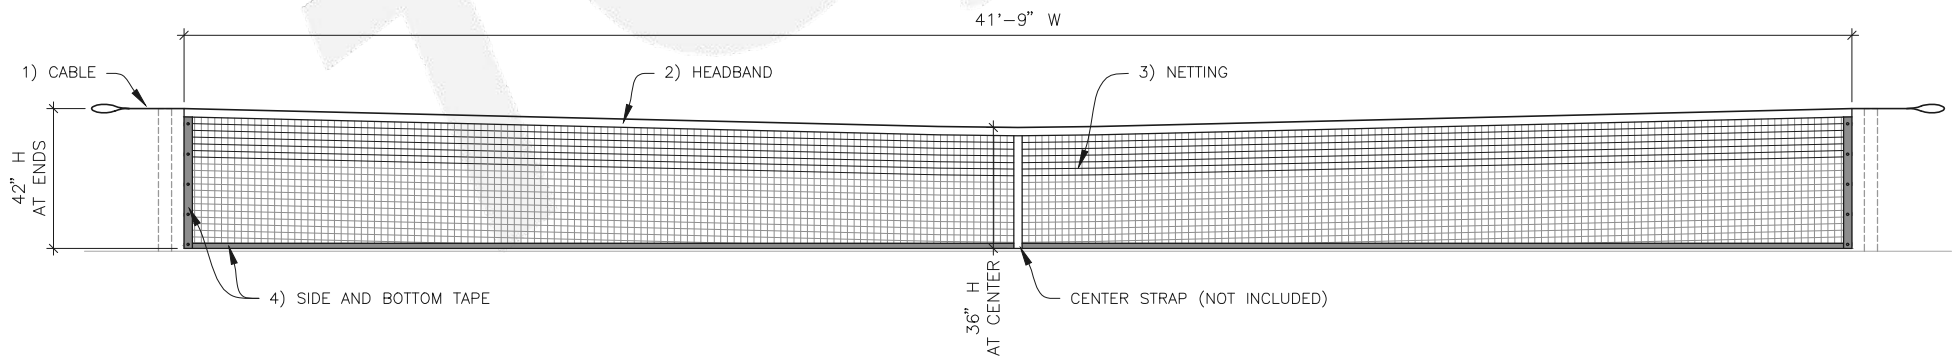 41'-9" W
1) CABLE
2) HEADBAND
3) NETTING
42" H
AT ENDS
36" H
AT CENTER
4) SIDE AND BOTTOM TAPE
CENTER STRAP (NOT INCLUDED)